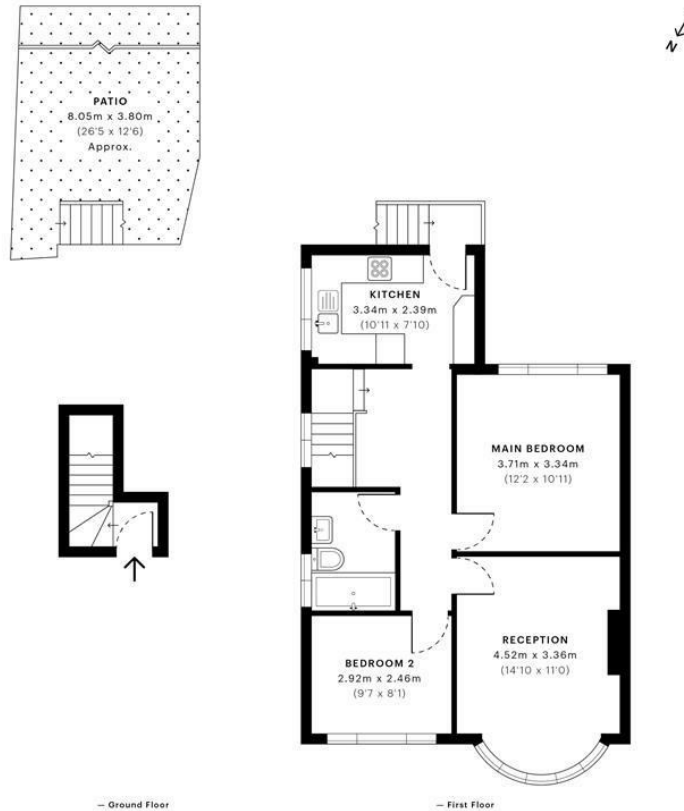 N
PATIO
8.05m x 3.80m
(26'5 x 12'6)
Approx.
KITCHEN
3.34m x 2.39m
(10'11 x 7'10)
MAIN BEDROOM
3.71m x 3.34m
(12'2 x 10'11)
RECEPTION
4.52m x 3.36m
(14'10 x 11'0)
BEDROOM 2
2.92m x 2.46m
(9'7 x 8'1)
— Ground Floor
— First Floor